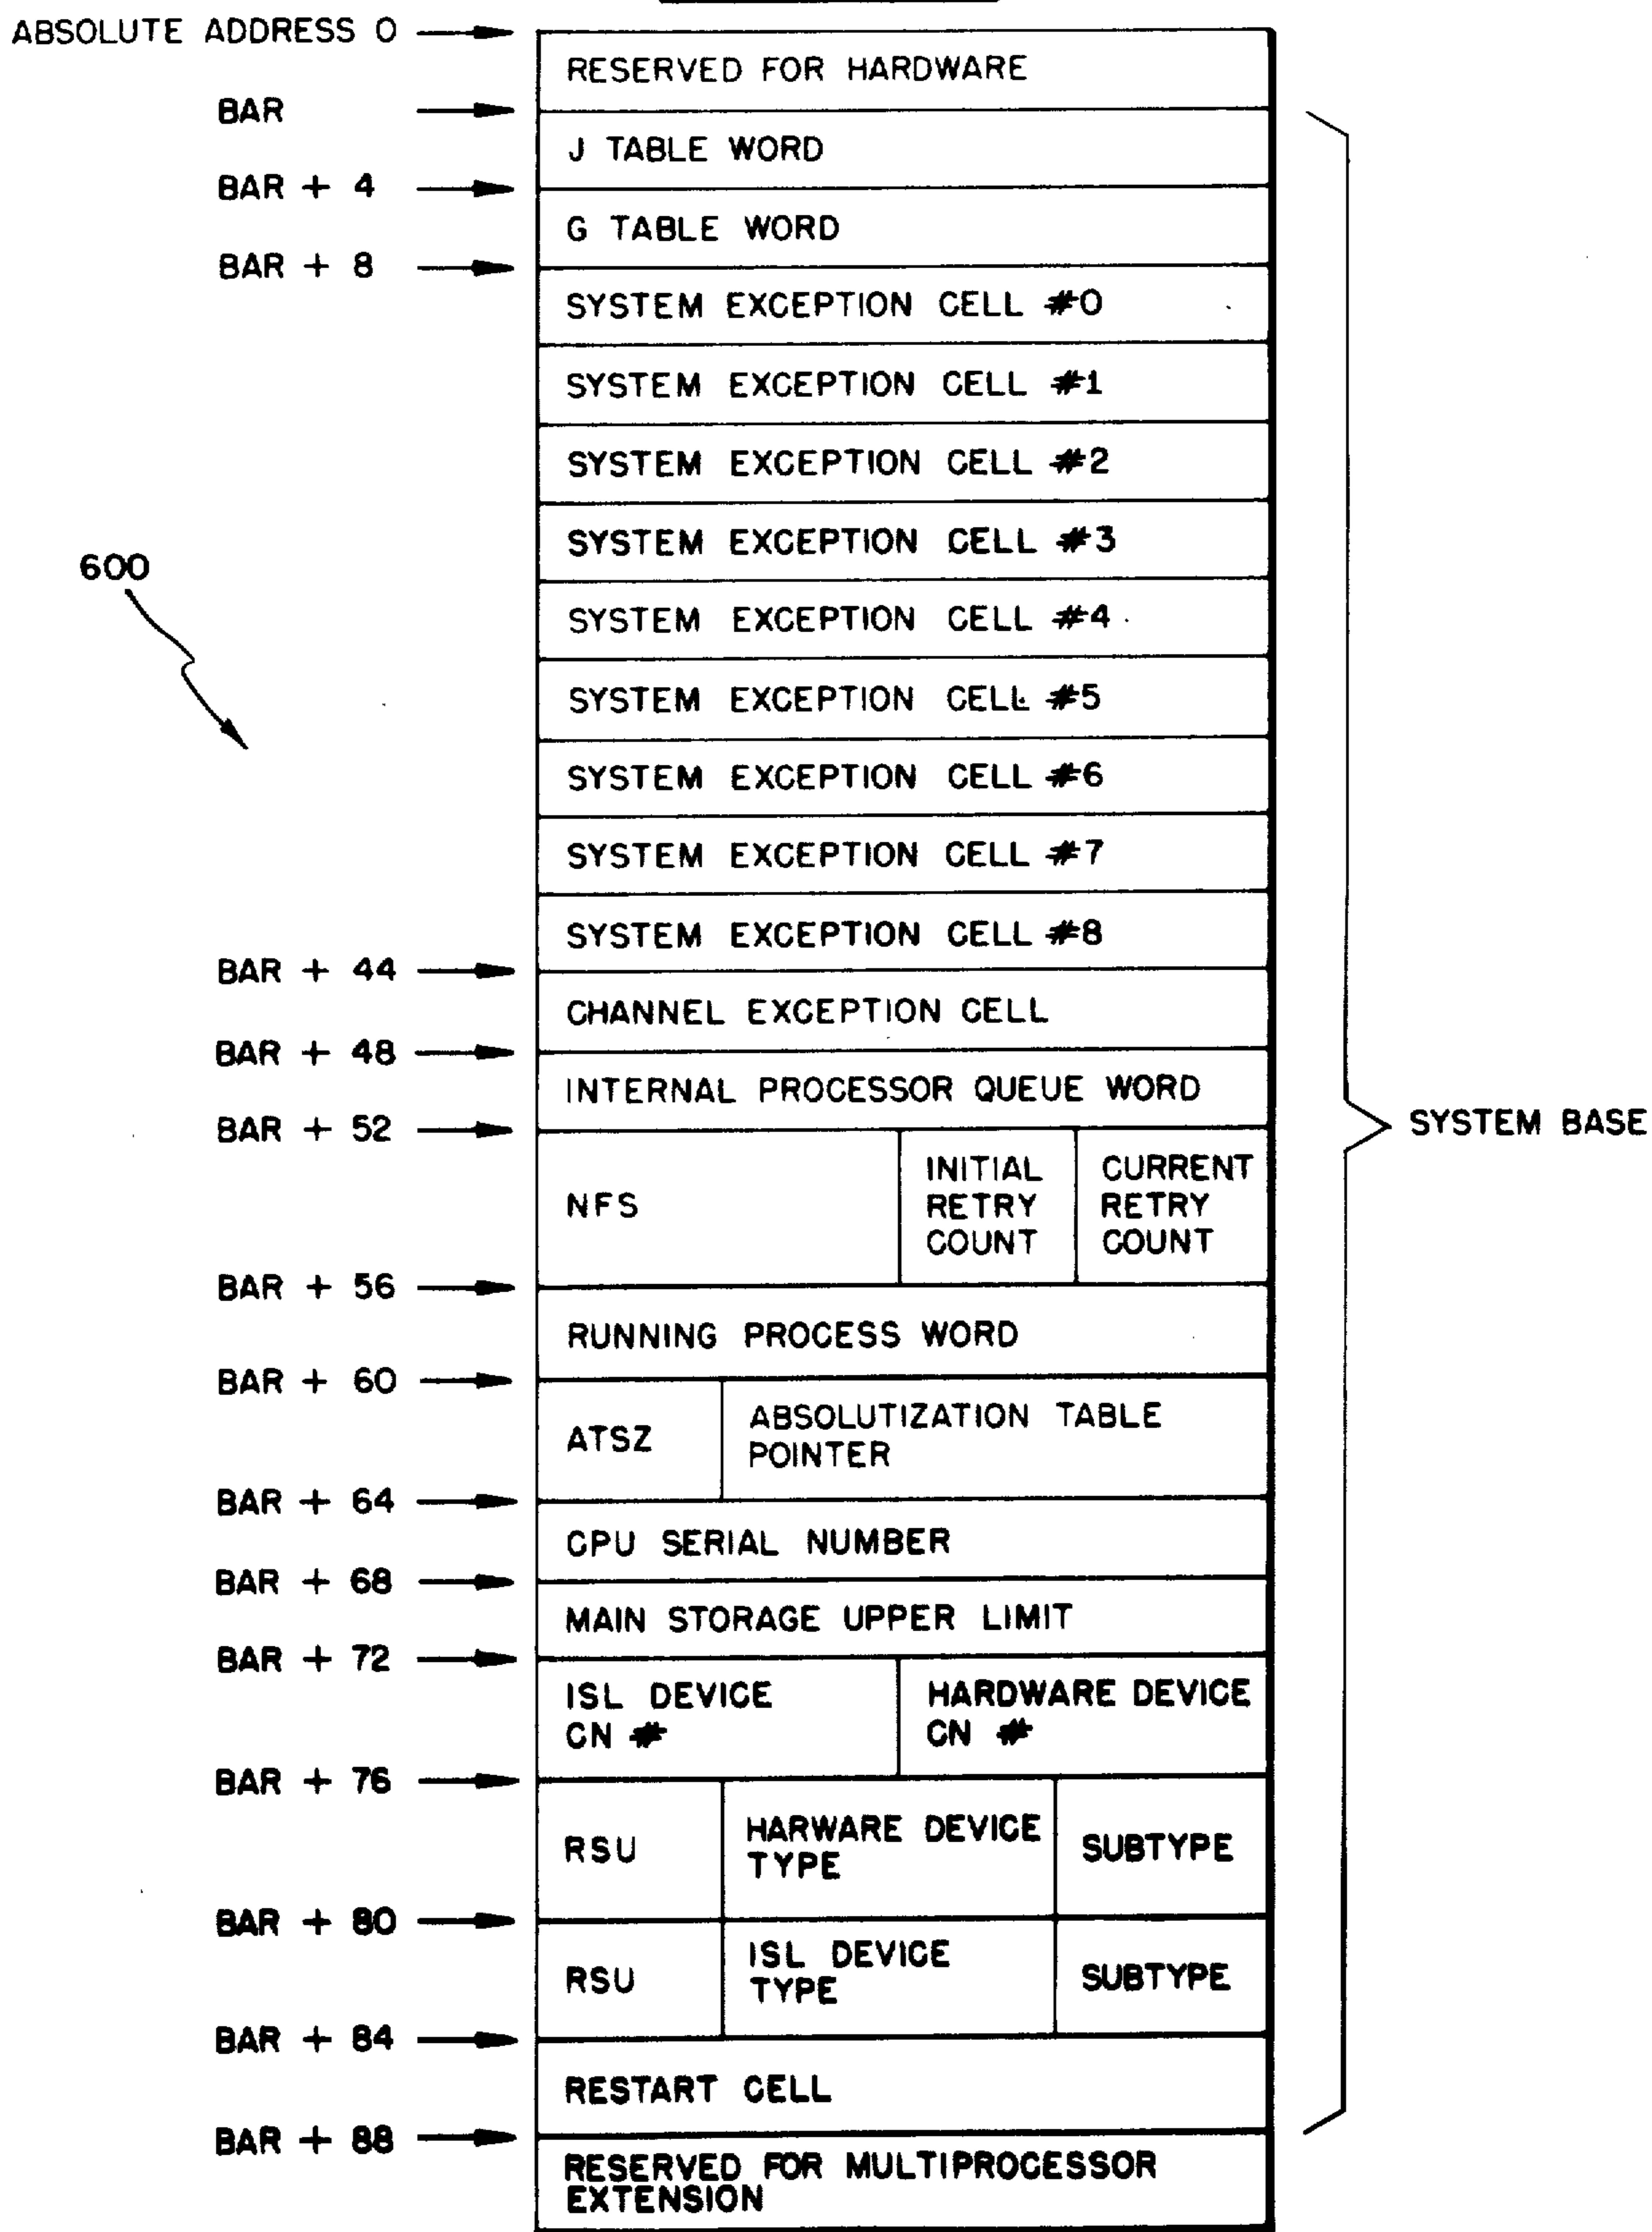 ABSOLUTE ADDRESS 0
RESERVED FOR HARDWARE
BAR
J TABLE WORD
BAR + 4
G TABLE WORD
BAR + 8
SYSTEM EXCEPTION CELL #0
SYSTEM EXCEPTION CELL #1
SYSTEM EXCEPTION CELL #2
SYSTEM EXCEPTION CELL #3
600
SYSTEM EXCEPTION CELL #4
SYSTEM EXCEPTION CELL #5
SYSTEM EXCEPTION CELL #6
SYSTEM EXCEPTION CELL #7
SYSTEM EXCEPTION CELL #8
BAR + 44
CHANNEL EXCEPTION CELL
BAR + 48
INTERNAL PROCESSOR QUEUE WORD
BAR + 52
SYSTEM BASE
NFS
INITIAL
RETRY
COUNT
CURRENT
RETRY
COUNT
BAR + 56
RUNNING PROCESS WORD
BAR + 60
ATSZ
ABSOLUTIZATION TABLE
POINTER
BAR + 64
CPU SERIAL NUMBER
BAR + 68
MAIN STORAGE UPPER LIMIT
BAR + 72
ISL DEVICE
CN #
HARDWARE DEVICE
CN #
BAR + 76
RSU
HARWARE DEVICE
TYPE
SUBTYPE
BAR + 80
RSU
ISL DEVICE
TYPE
SUBTYPE
BAR + 84
RESTART CELL
BAR + 88
RESERVED FOR MULTIPROCESSOR
EXTENSION